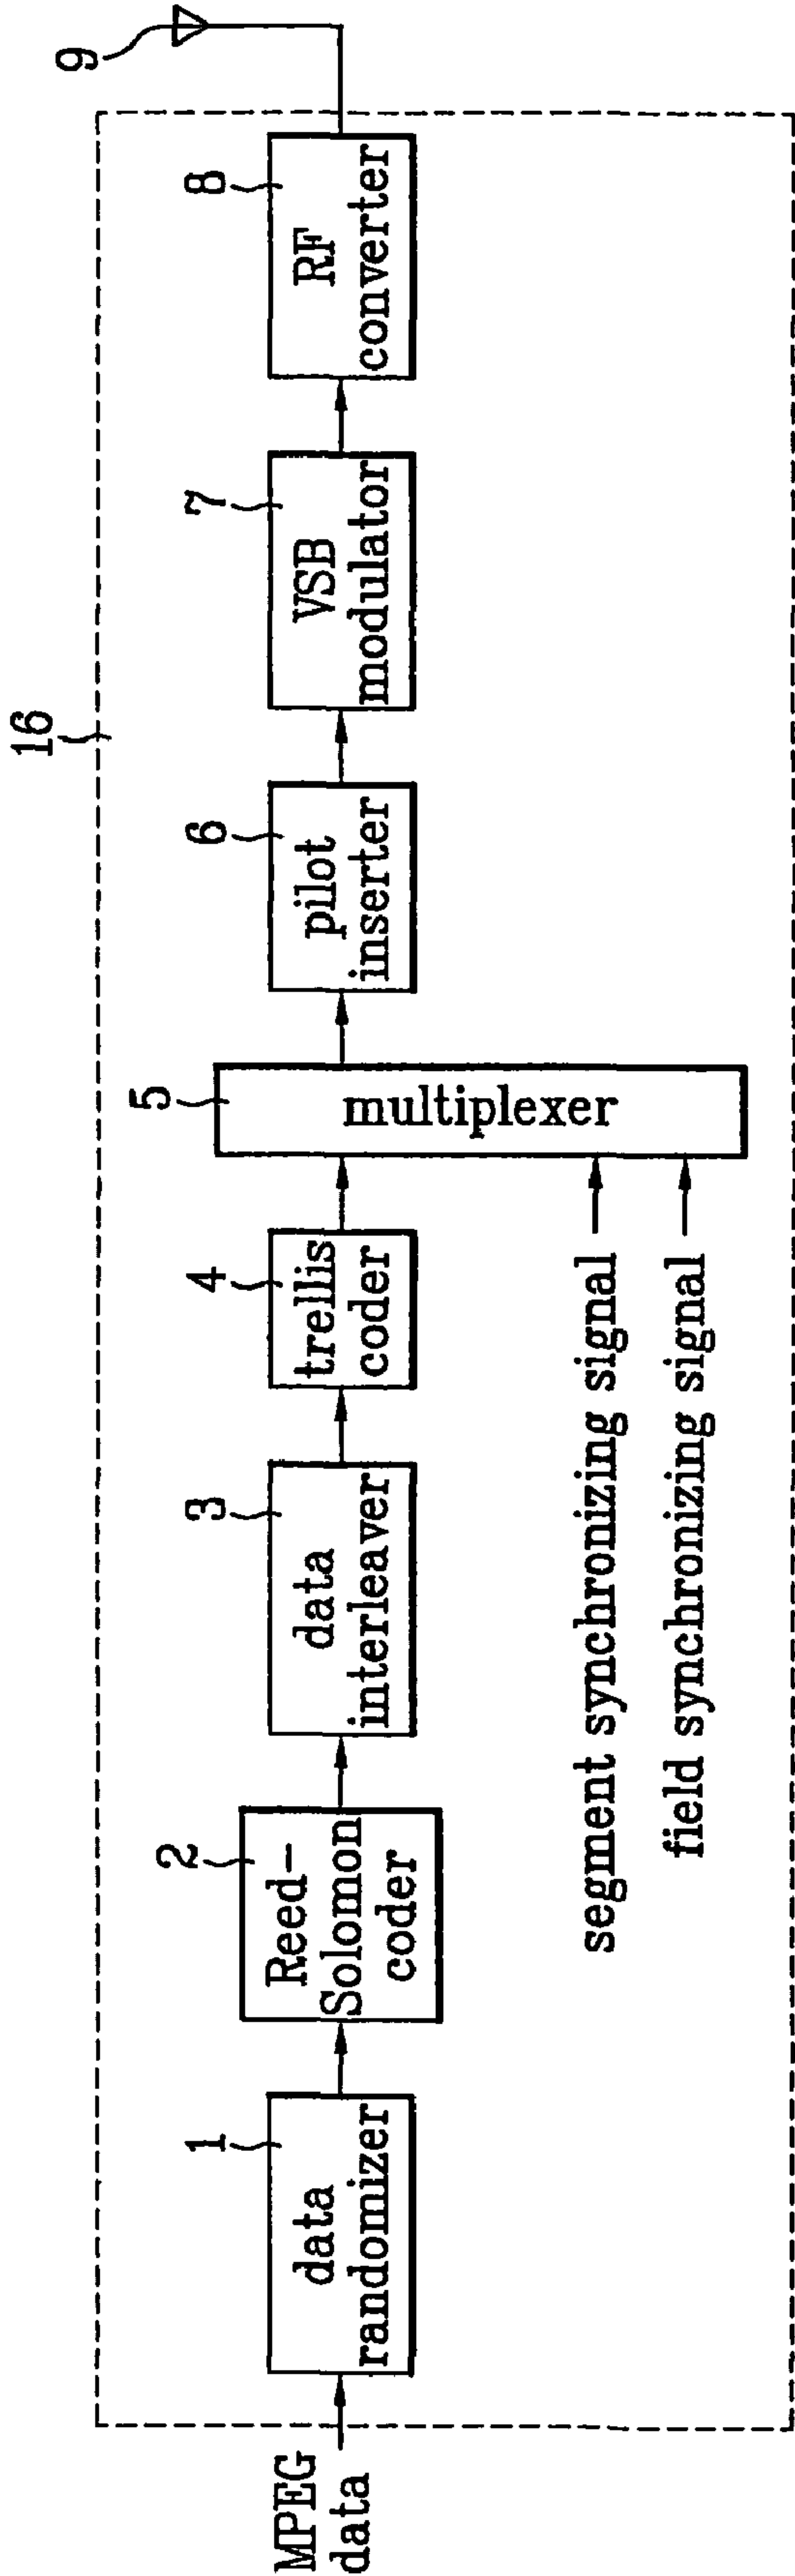 16
9
MPEG
data
1
data
randomizer
2
Reed-
Solomon
coder
3
data
interleaver
4
trellis
coder
5
multiplexer
6
pilot
inserter
7
VSB
modulator
8
RF
converter
segment synchronizing signal
field synchronizing signal